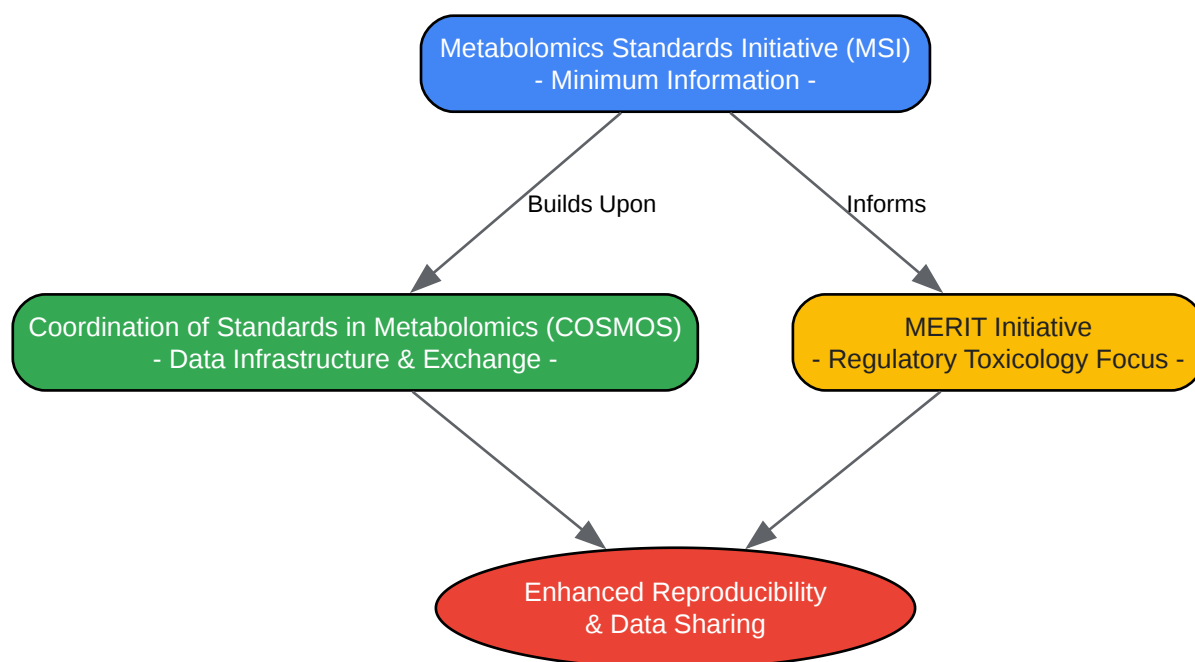 Metabolomics Standards Initiative (MSI)
- Minimum Information -
Builds Upon
Informs
Coordination of Standards in Metabolomics (COSMOS)
- Data Infrastructure & Exchange -
MERIT Initiative
- Regulatory Toxicology Focus -
Enhanced Reproducibility
& Data Sharing